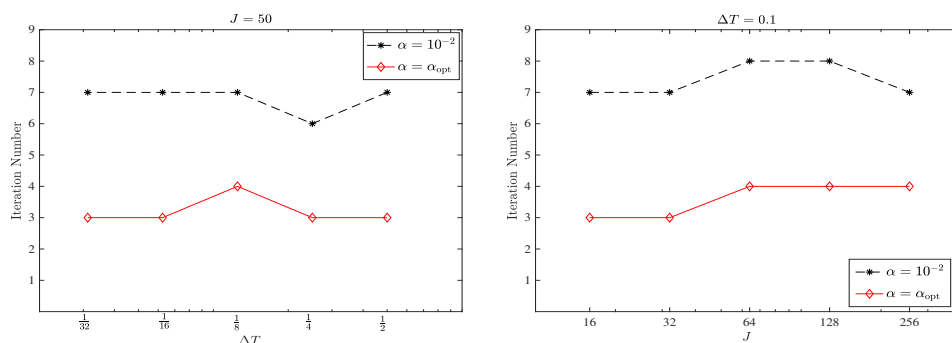 J = 50
9
8
7
6
5
4
3
2
1
Iteration Number
α = 10⁻²
α = α_opt
1/32
1/16
1/8
1/4
1/2
ΔT
ΔT = 0.1
9
8
7
6
5
4
3
2
1
Iteration Number
α = 10⁻²
α = α_opt
16
32
64
128
256
J